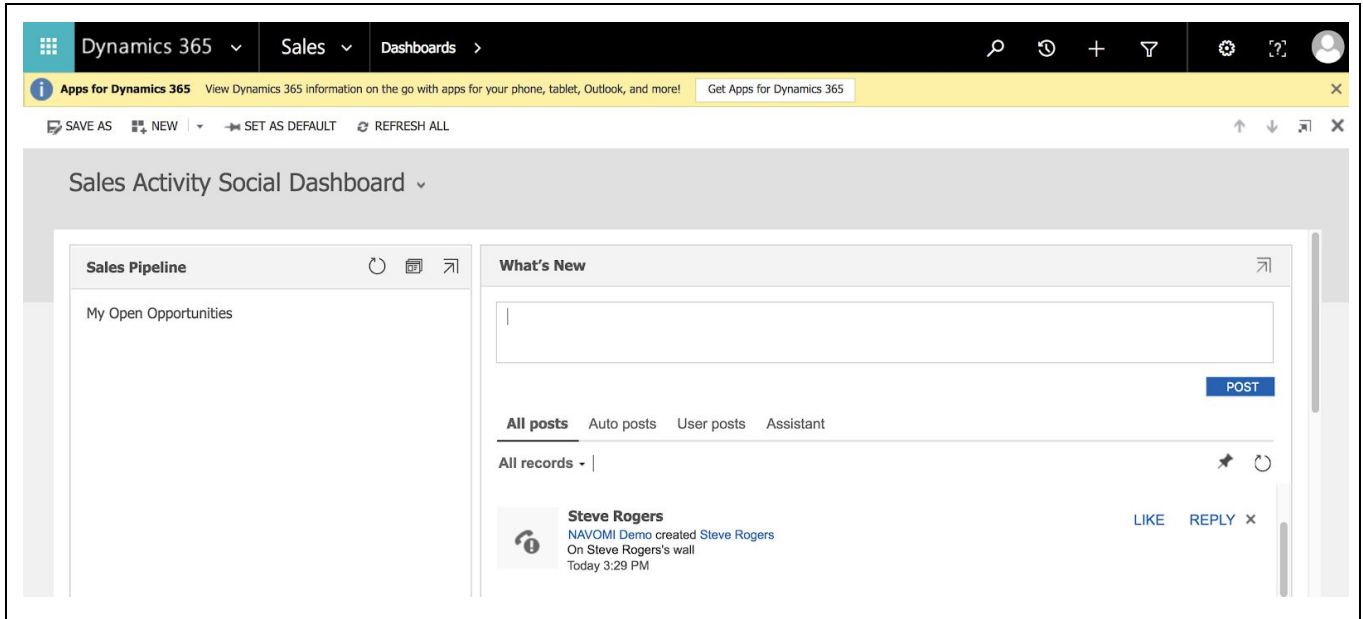 Dynamics 365 Sales Dashboards
Apps for Dynamics 365 View Dynamics 365 information on the go with apps for your phone, tablet, Outlook, and more! Get Apps for Dynamics 365
SAVE AS NEW SET AS DEFAULT REFRESH ALL
Sales Activity Social Dashboard
Sales Pipeline
My Open Opportunities
What's New
POST
All posts Auto posts User posts Assistant
All records
Steve Rogers
NAVOMI Demo created Steve Rogers
On Steve Rogers's wall
Today 3:29 PM
LIKE REPLY